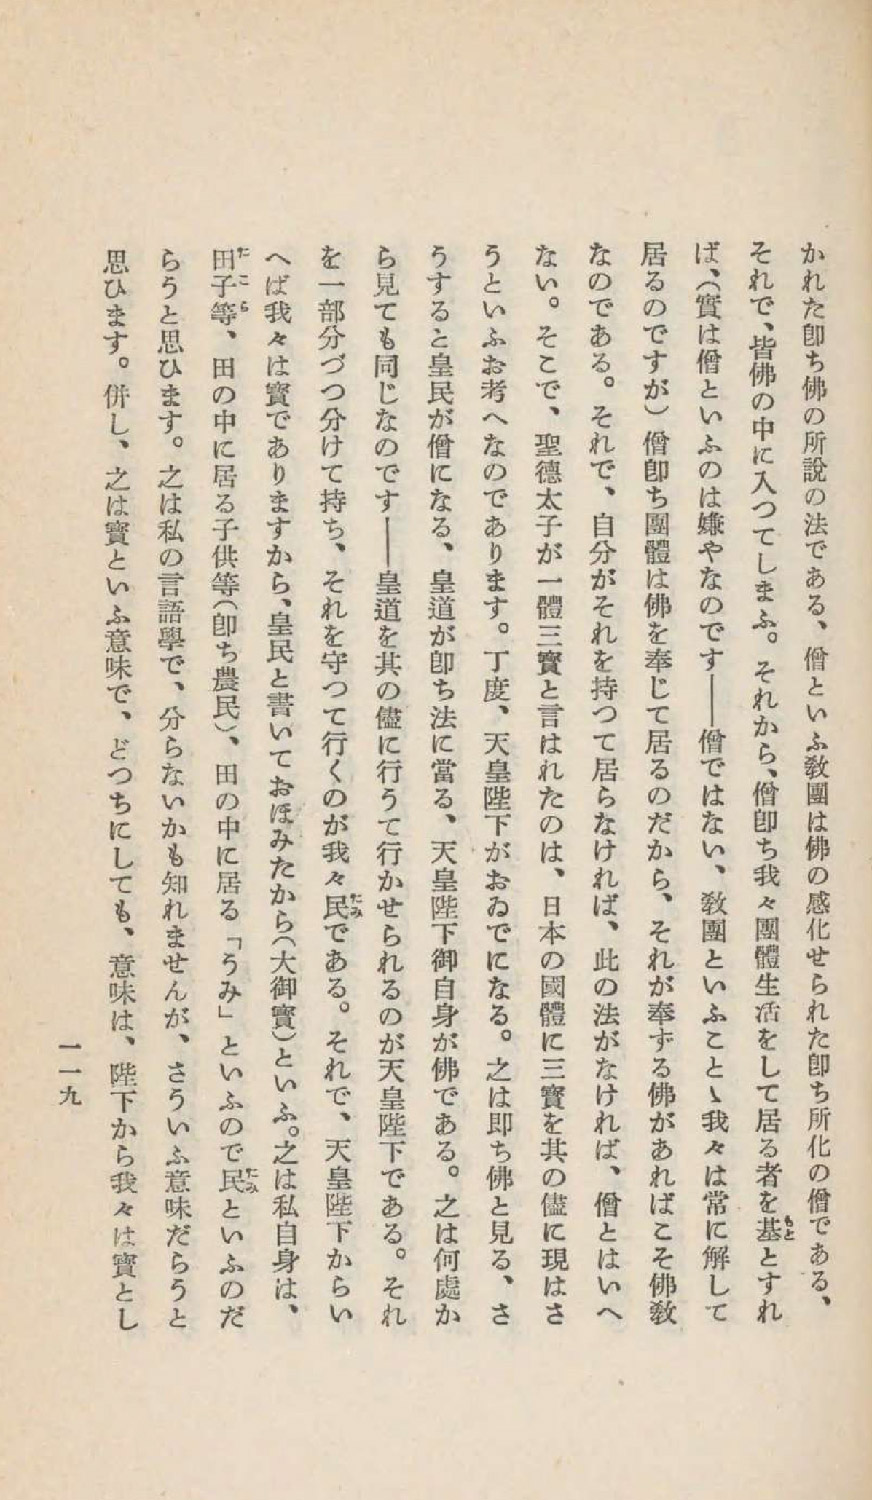 かれた卽ち佛の所說の法である、僧といふ敎團は佛の感化せられた卽ち所化の僧である、
それで、皆佛の中に入つてしまふ。それから、僧卽ち我々團體生活をして居る者を基とすれ
もと
ば、(實は僧といふのは嫌やなのです――僧ではない、敎團といふことゝ我々は常に解して
居るのですが)僧卽ち團體は佛を奉じて居るのだから、それが奉ずる佛があればこそ佛敎
なのである。それで、自分がそれを持つて居らなければ、此の法がなければ、僧とはいへ
ない。そこで、聖德太子が一體三寳と言はれたのは、日本の國體に三寳を其の儘に現はさ
うといふお考へなのであります。丁度、天皇陛下がおゐでになる。之は即ち佛と見る、さ
うすると皇民が僧になる、皇道が卽ち法に當る、天皇陛下御自身が佛である。之は何處か
ら見ても同じなのです――皇道を其の儘に行うて行かせられるのが天皇陛下である。それ
を一部分づつ分けて持ち、それを守つて行くのが我々民である。それで、天皇陛下からい
たみ
へば我々は寳でありますから、皇民と書いておほみたから(大御寳)といふ。之は私自身は、
田子等、田の中に居る子供等(卽ち農民)、田の中に居る「うみ」といふので民といふのだ
たこら
たみ
らうと思ひます。之は私の言語學で、分らないかも知れませんが、さういふ意味だらうと
思ひます。併し、之は寳といふ意味で、どつちにしても、意味は、陛下から我々は寳とし
一一九